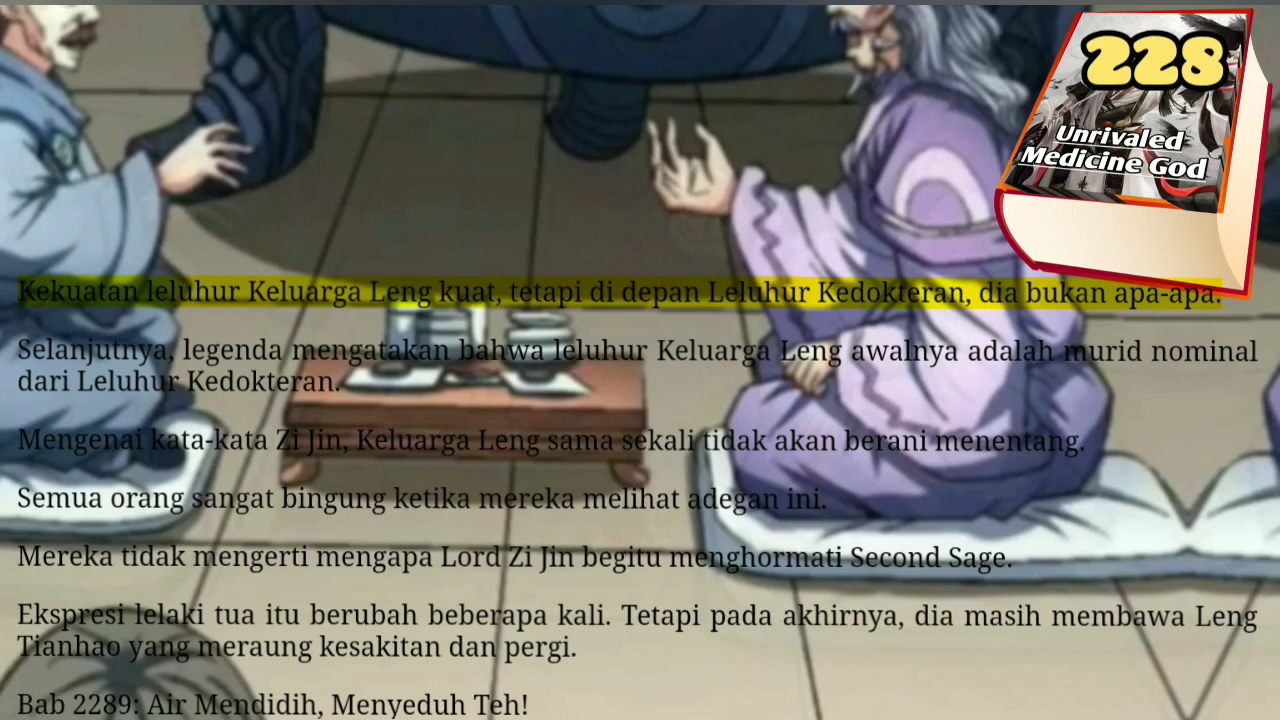 228
Unrivaled
Medicine God
Kekuatan leluhur Keluarga Leng kuat, tetapi di depan Leluhur Kedokteran, dia bukan apa-apa.
Selanjutnya, legenda mengatakan bahwa leluhur Keluarga Leng awalnya adalah murid nominal
dari Leluhur Kedokteran.
Mengenai kata-kata Zi Jin, Keluarga Leng sama sekali tidak akan berani menentang.
Semua orang sangat bingung ketika mereka melihat adegan ini.
Mereka tidak mengerti mengapa Lord Zi Jin begitu menghormati Second Sage.
Ekspresi lelaki tua itu berubah beberapa kali. Tetapi pada akhirnya, dia masih membawa Leng
Tianhao yang meraung kesakitan dan pergi.
Bab 2289: Air Mendidih, Menyeduh Teh!